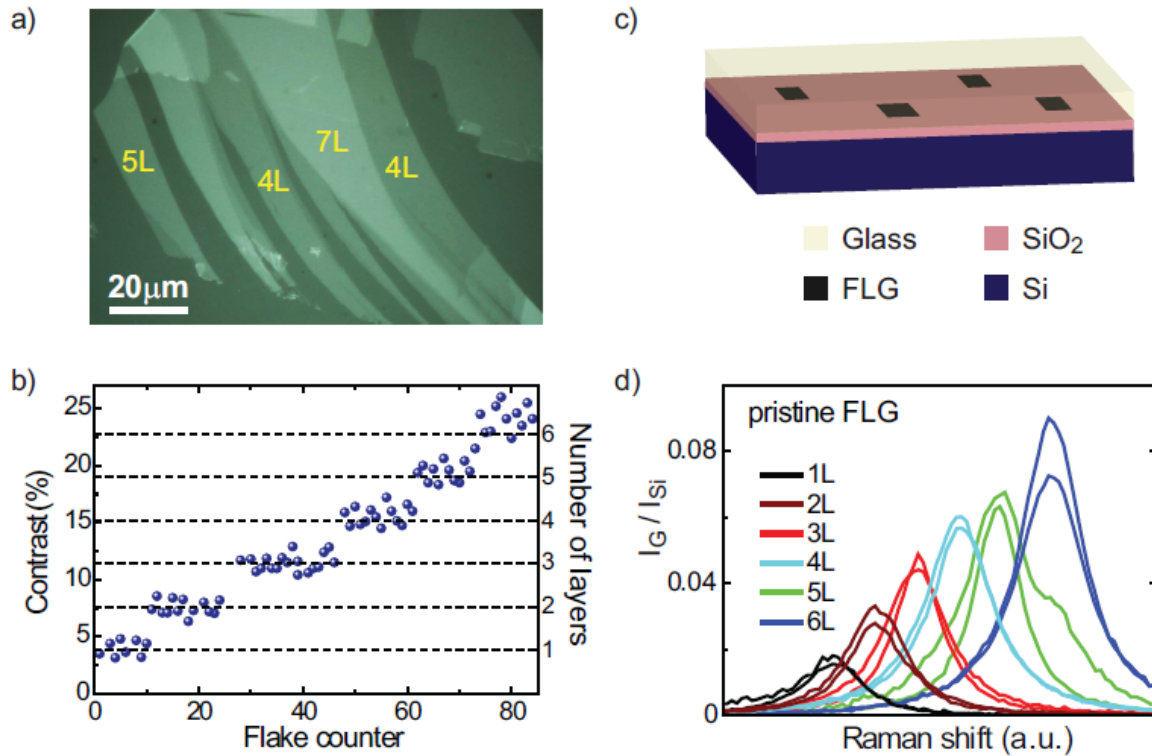 a)
5L
4L
7L
4L
20μm
b)
Contrast (%)
25
20
15
10
5
0
0 20 40 60 80
Flake counter
6
5
4
3
2
1
Number of layers
c)
Glass SiO₂
FLG Si
d)
pristine FLG
1L
2L
3L
4L
5L
6L
I_G / I_Si
0.08
0.04
0
Raman shift (a.u.)